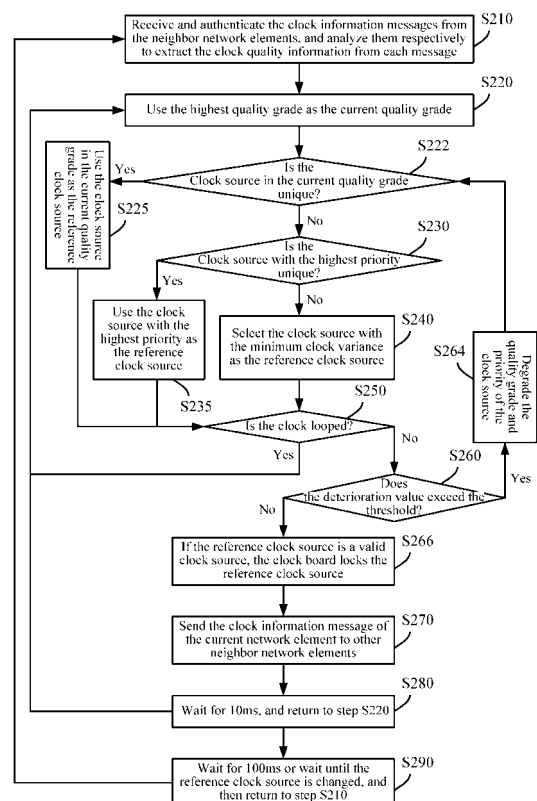 S210
Receive and authenticate the clock information messages from
the neighbor network elements, and analyze them respectively
to extract the clock quality information from each message
S220
Use the highest quality grade as the current quality grade
S222
Is the
Clock source in the current quality grade
unique?
Yes
No
Use the clock source
in the current quality
grade as the reference
clock source
S225
S230
Is the
Clock source with the highest priority
unique?
Yes
No
Use the clock
source with the
highest priority as
the reference
clock source
S235
S240
Select the clock source with
the minimum clock variance
as the reference clock source
S264
Degrade the
quality grade and
priority of the
clock source
S250
Is the clock looped?
Yes
No
S260
Does
the deterioration value exceed the
threshold?
No
Yes
S266
If the reference clock source is a valid
clock source, the clock board locks the
reference clock source
S270
Send the clock information message of
the current network element to other
neighbor network elements
S280
Wait for 10ms, and return to step S220
S290
Wait for 100ms or wait until the
reference clock source is changed, and
then return to step S210